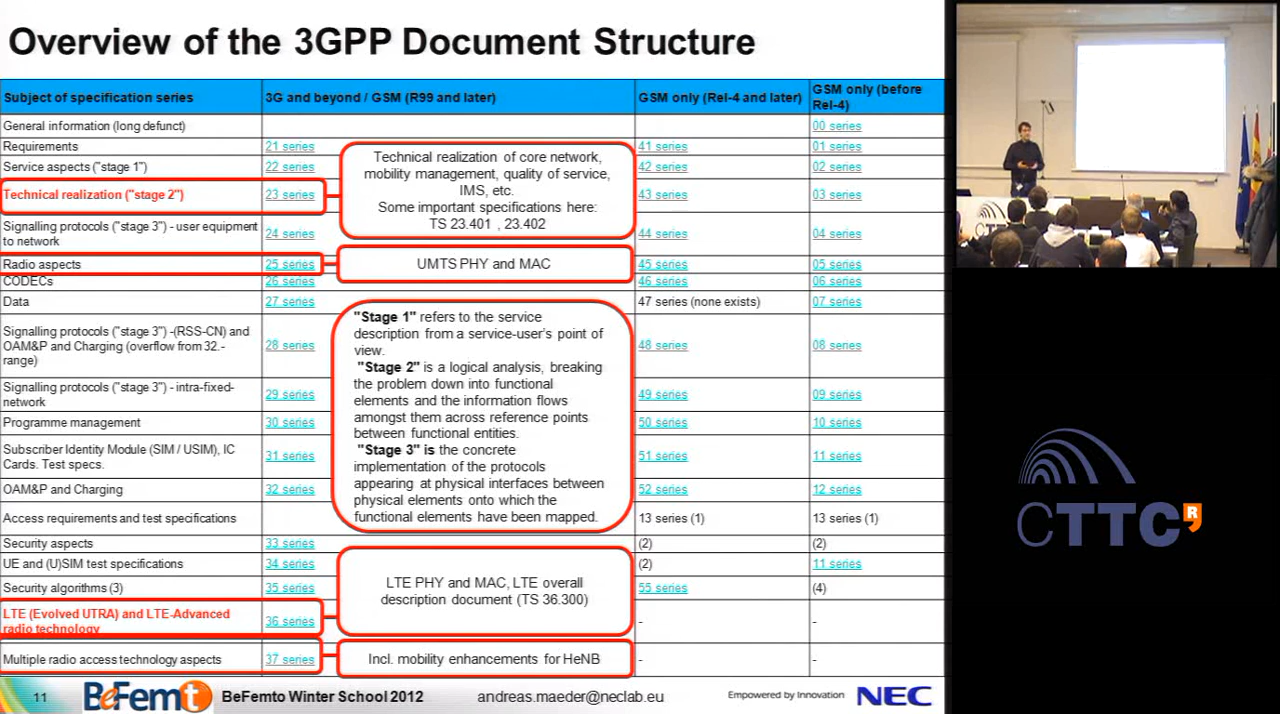 Overview of the 3GPP Document Structure
Subject of specification series
3G and beyond / GSM (R99 and later)
GSM only (Rel-4 and later)
GSM only (before
Rel-4)
General information (long defunct)
00 series
Requirements
21 series
41 series
01 series
Service aspects ("stage 1")
22 series
42 series
02 series
Technical realization ("stage 2")
23 series
43 series
03 series
Technical realization of core network,
mobility management, quality of service,
IMS, etc.
Some important specifications here:
TS 23.401 , 23.402
Signalling protocols ("stage 3") - user equipment
to network
24 series
44 series
04 series
Radio aspects
25 series
UMTS PHY and MAC
45 series
05 series
CODECs
26 series
46 series
06 series
Data
27 series
47 series (none exists)
07 series
Signalling protocols ("stage 3") -(RSS-CN) and
OAM&P and Charging (overflow from 32.-
range)
28 series
48 series
08 series
"Stage 1" refers to the service
description from a service-user's point of
view.
"Stage 2" is a logical analysis, breaking
the problem down into functional
elements and the information flows
amongst them across reference points
between functional entities.
"Stage 3" is the concrete
implementation of the protocols
appearing at physical interfaces between
physical elements onto which the
functional elements have been mapped.
Signalling protocols ("stage 3") - intra-fixed-
network
29 series
49 series
09 series
Programme management
30 series
50 series
10 series
Subscriber Identity Module (SIM / USIM), IC
Cards. Test specs.
31 series
51 series
11 series
OAM&P and Charging
32 series
52 series
12 series
Access requirements and test specifications
13 series (1)
13 series (1)
Security aspects
33 series
(2)
(2)
UE and (U)SIM test specifications
34 series
(2)
11 series
Security algorithms (3)
35 series
55 series
(4)
LTE PHY and MAC, LTE overall
description document (TS 36.300)
LTE (Evolved UTRA) and LTE-Advanced
radio technology
36 series
-
-
Multiple radio access technology aspects
37 series
Incl. mobility enhancements for HeNB
-
-
11
BeFemto
BeFemto Winter School 2012
andreas.maeder@neclab.eu
Empowered by Innovation
NEC
CTTC
CTTC R